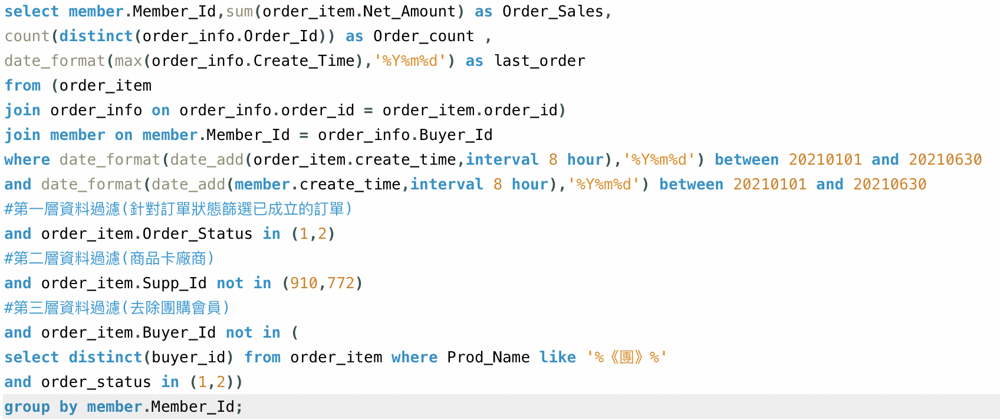 select member.Member_Id,sum(order_item.Net_Amount) as Order_Sales,
count(distinct(order_info.Order_Id)) as Order_count ,
date_format(max(order_info.Create_Time),'%Y%m%d') as last_order
from (order_item
join order_info on order_info.order_id = order_item.order_id)
join member on member.Member_Id = order_info.Buyer_Id
where date_format(date_add(order_item.create_time,interval 8 hour),'%Y%m%d') between 20210101 and 20210630
and date_format(date_add(member.create_time,interval 8 hour),'%Y%m%d') between 20210101 and 20210630
#第一層資料過濾(針對訂單狀態篩選已成立的訂單)
and order_item.Order_Status in (1,2)
#第二層資料過濾(商品卡廠商)
and order_item.Supp_Id not in (910,772)
#第三層資料過濾(去除團購會員)
and order_item.Buyer_Id not in (
select distinct(buyer_id) from order_item where Prod_Name like '%《團》%'
and order_status in (1,2))
group by member.Member_Id;